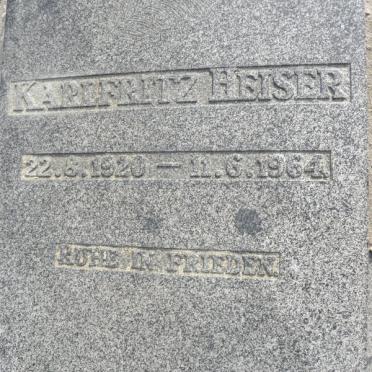 KARLFRITZ HEISER
22.8.1920 — 11.6.1964
RUHE IN FRIEDEN.